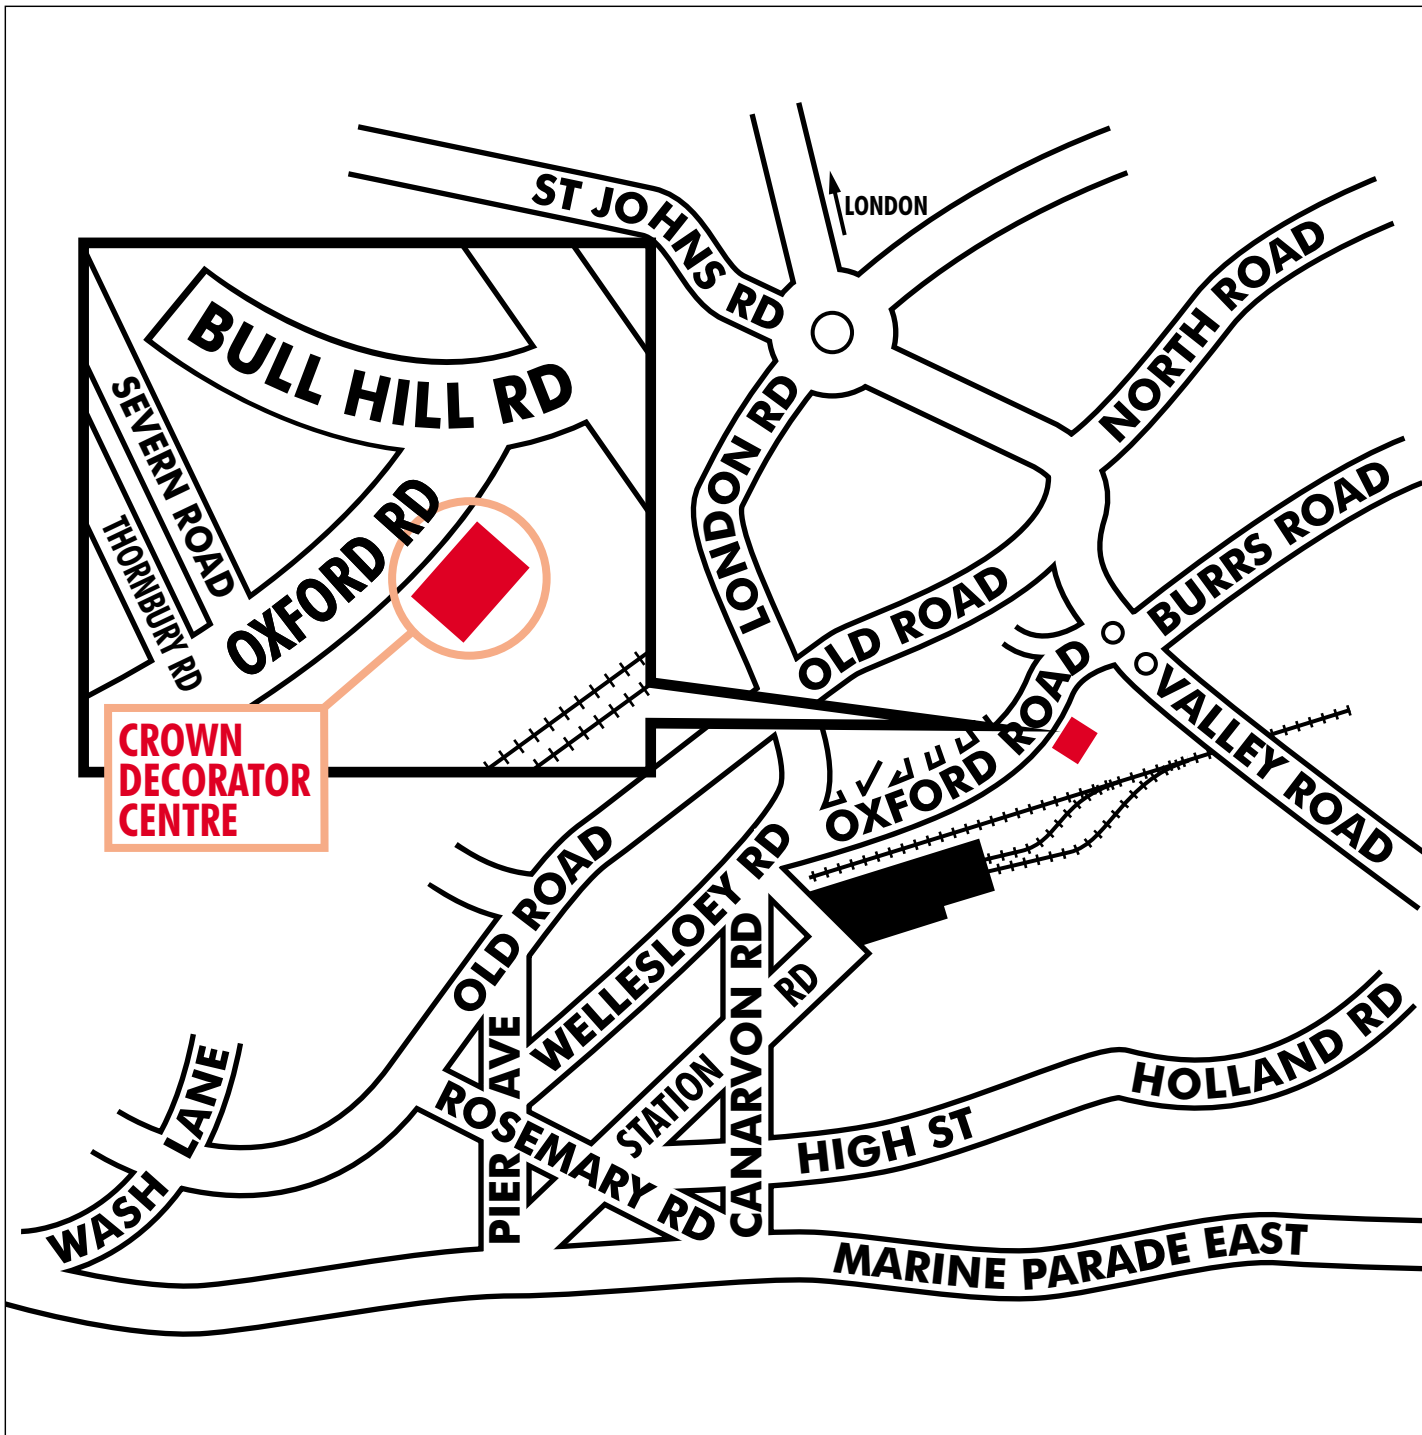 ST JOHNS RD
LONDON
NORTH ROAD
BULL HILL RD
SEVERN ROAD
THORNBURY RD
OXFORD RD
LONDON RD
BURRS ROAD
OLD ROAD
OXFORD ROAD
VALLEY ROAD
CROWN
DECORATOR
CENTRE
OLD ROAD
WELLESLOEY RD
CANARVON RD
STATION RD
PIER AVE
ROSEMARY RD
WASH LANE
HIGH ST
HOLLAND RD
MARINE PARADE EAST